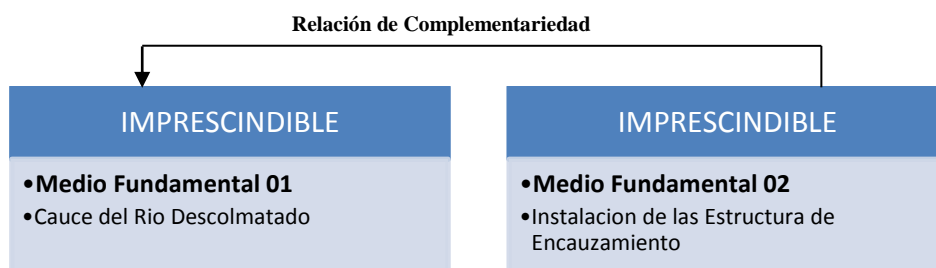 Relación de Complementariedad
IMPRESCINDIBLE
•Medio Fundamental 01
•Cauce del Rio Descolmatado
IMPRESCINDIBLE
•Medio Fundamental 02
•Instalacion de las Estructura de
Encauzamiento